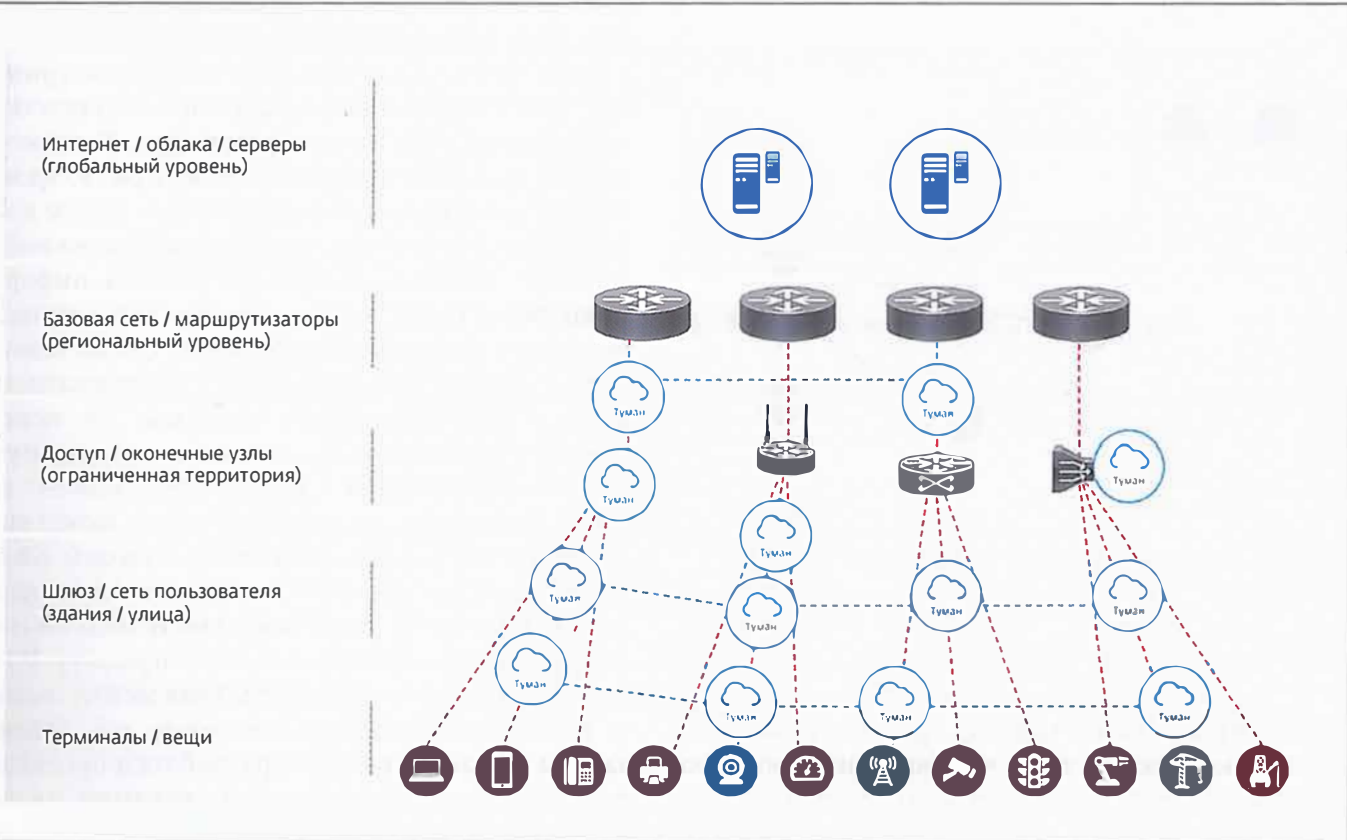 Интернет / облака / серверы
(глобальный уровень)
Базовая сеть / маршрутизаторы
(региональный уровень)
Туман
Туман
Доступ / оконечные узлы
(ограниченная территория)
Туман
Туман
Туман
Шлюз / сеть пользователя
(здания / улица)
Туман
Туман
Туман
Туман
Туман
Туман
Туман
Туман
Терминалы / вещи